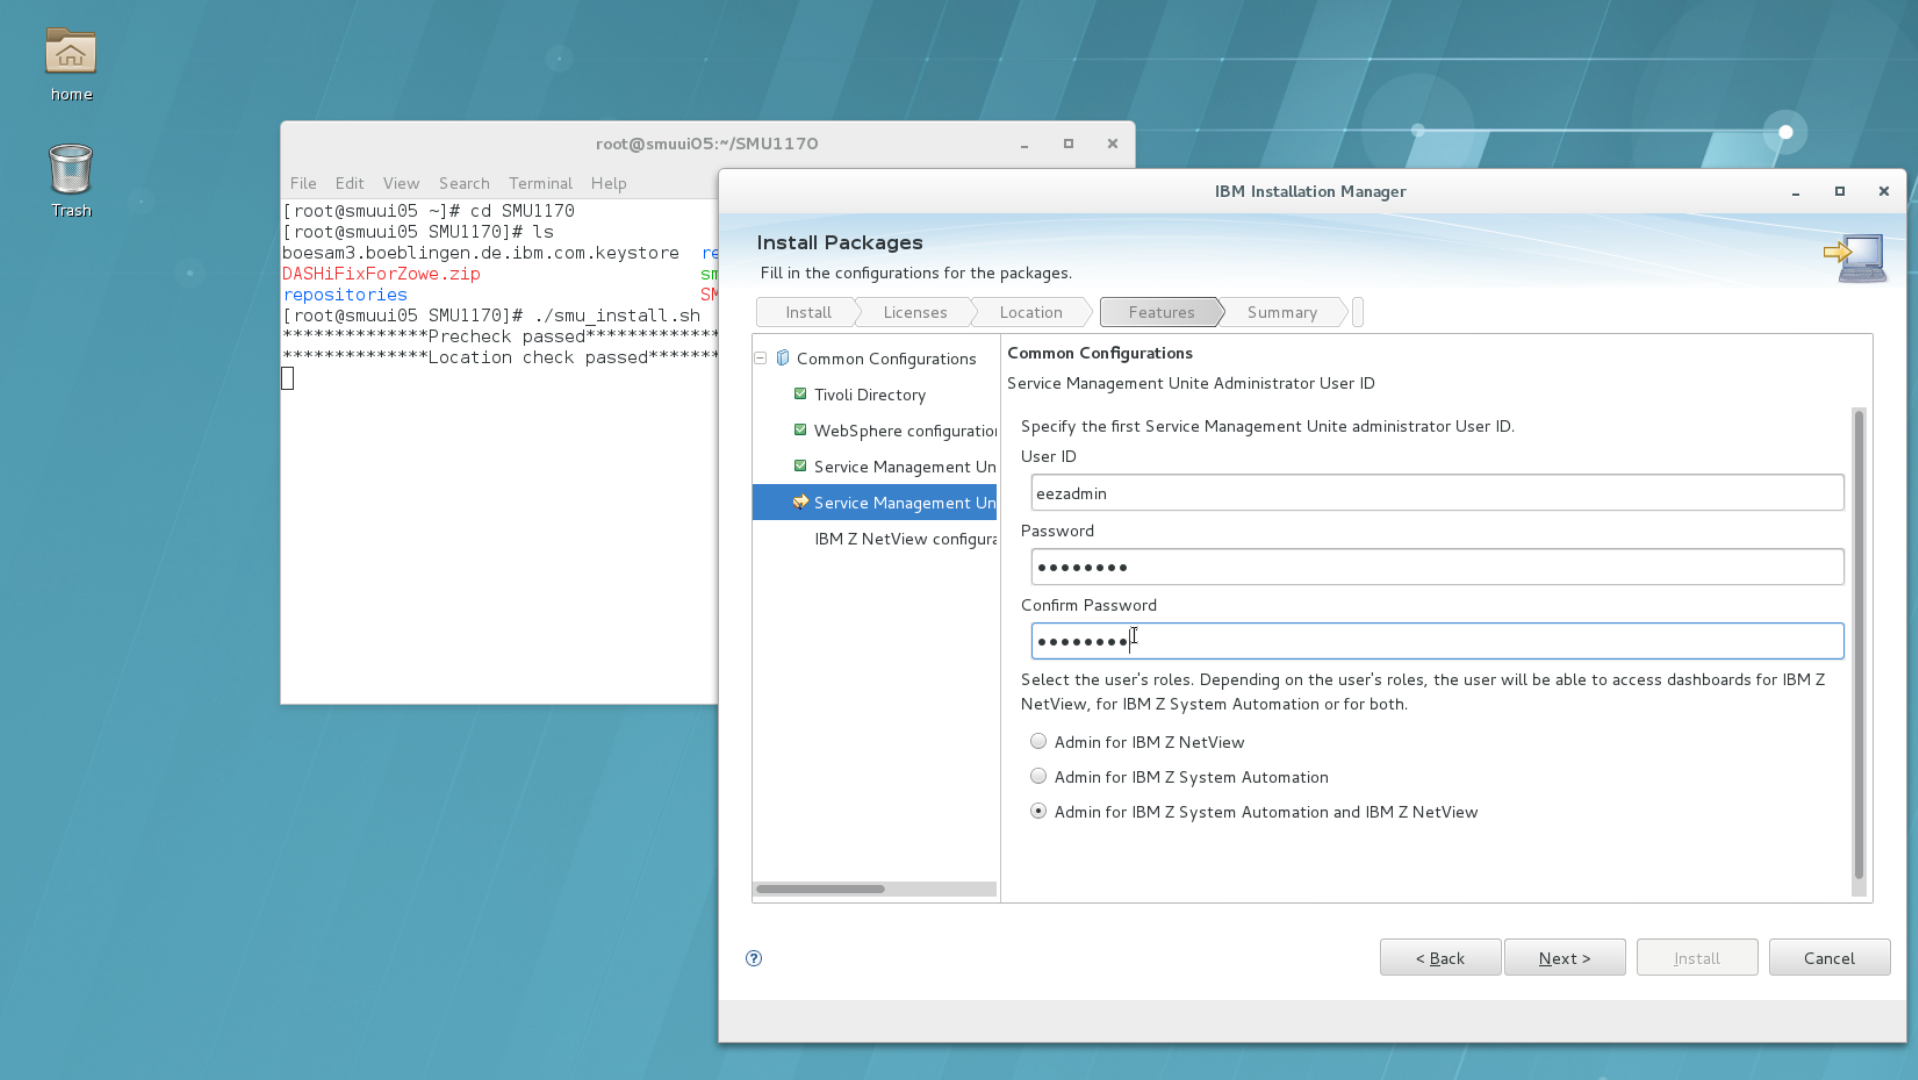 home
Trash
root@smuui05:~/SMU1170
File Edit View Search Terminal Help
[root@smuui05 ~]# cd SMU1170
[root@smuui05 SMU1170]# ls
boesam3.boeblingen.de.ibm.com.keystore re
DASHiFixForZowe.zip sm
repositories SM
[root@smuui05 SMU1170]# ./smu_install.sh
**************Precheck passed*************
**************Location check passed*******
IBM Installation Manager
Install Packages
Fill in the configurations for the packages.
Install Licenses Location Features Summary
Common Configurations
Tivoli Directory
WebSphere configuration
Service Management Un
Service Management Un
IBM Z NetView configura
Common Configurations
Service Management Unite Administrator User ID
Specify the first Service Management Unite administrator User ID.
User ID
eezadmin
Password
••••••••
Confirm Password
••••••••
Select the user's roles. Depending on the user's roles, the user will be able to access dashboards for IBM Z
NetView, for IBM Z System Automation or for both.
Admin for IBM Z NetView
Admin for IBM Z System Automation
Admin for IBM Z System Automation and IBM Z NetView
?
< Back Next > Install Cancel